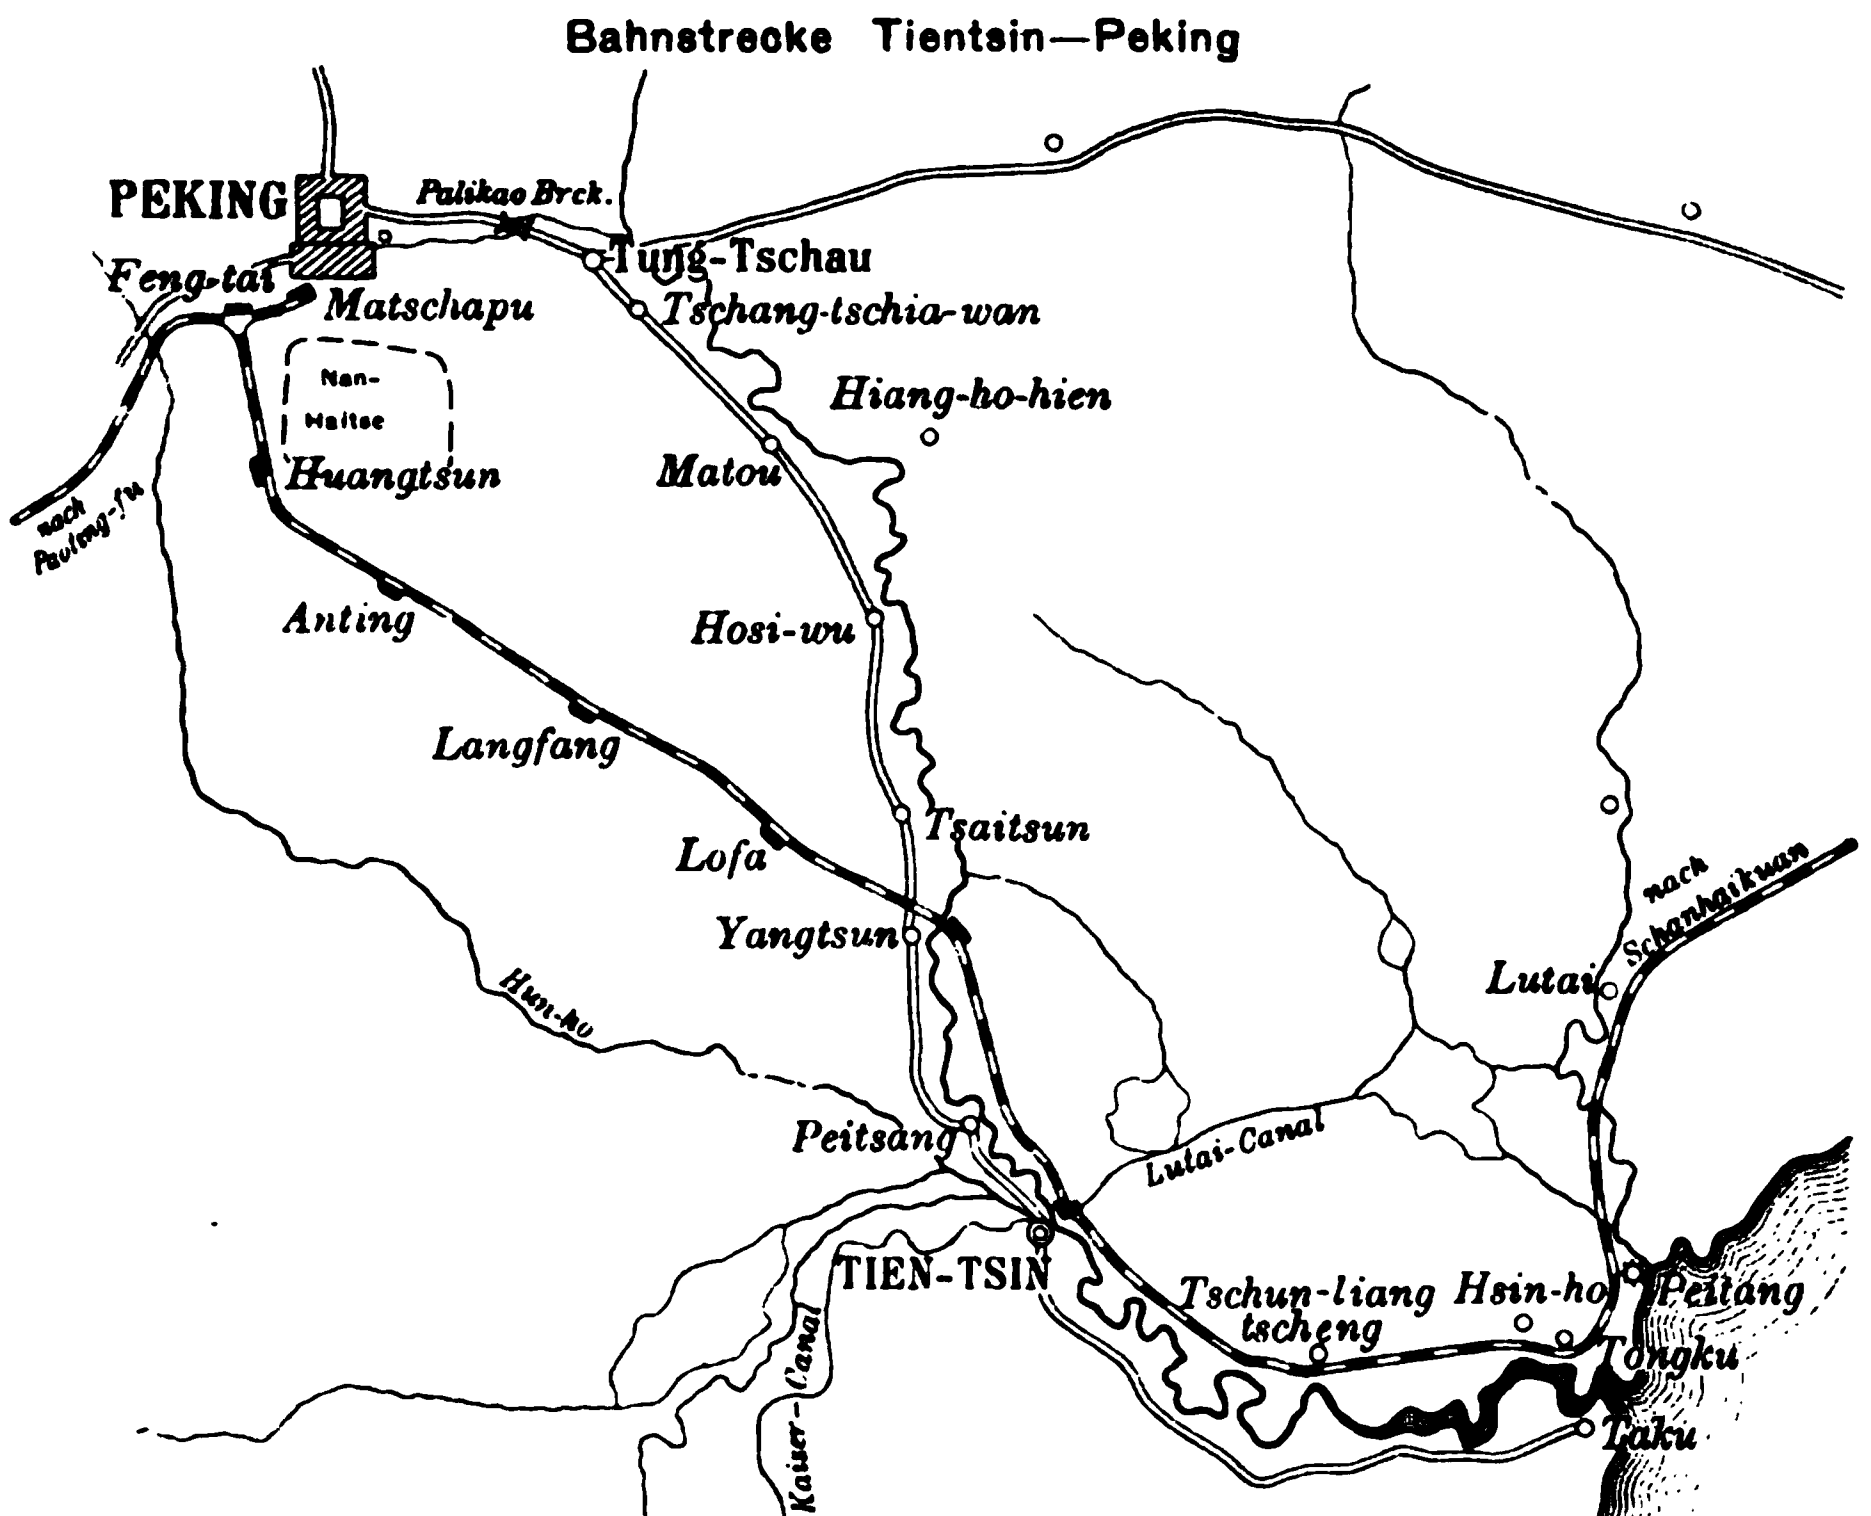 Bahnstrecke Tientsin—Peking
PEKING
Palikao Brck.
Feng-tai
Tung-Tschau
Matschapu
Tschang-tschia-wan
Nan-
Haitse
Hiang-ho-hien
Matou
Huangtsun
nach
Pauting-fu
Anting
Hosi-wu
Langfang
Tsaitsun
Lofa
nach
Schanhaikuan
Yangtsun
Lutai
Hun-ho
Peitsang
Lutai-Canal
TIEN-TSIN
Tschun-liang
tscheng
Hsin-ho
Peitang
Tongku
Kaiser-Canal
Taku